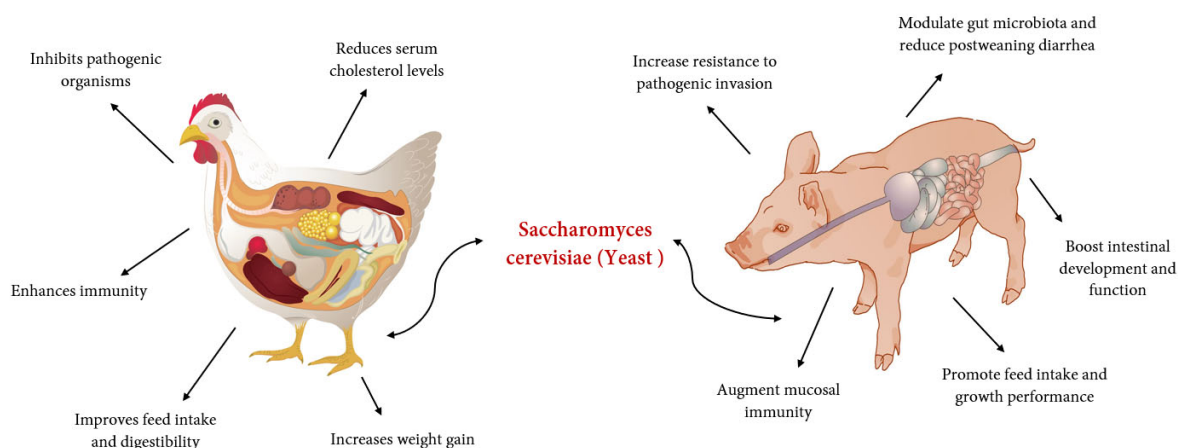 Inhibits pathogenic
organisms
Reduces serum
cholesterol levels
Enhances immunity
Improves feed intake
and digestibility
Increases weight gain
Saccharomyces
cerevisiae (Yeast )
Modulate gut microbiota and
reduce postweaning diarrhea
Increase resistance to
pathogenic invasion
Boost intestinal
development and
function
Augment mucosal
immunity
Promote feed intake and
growth performance